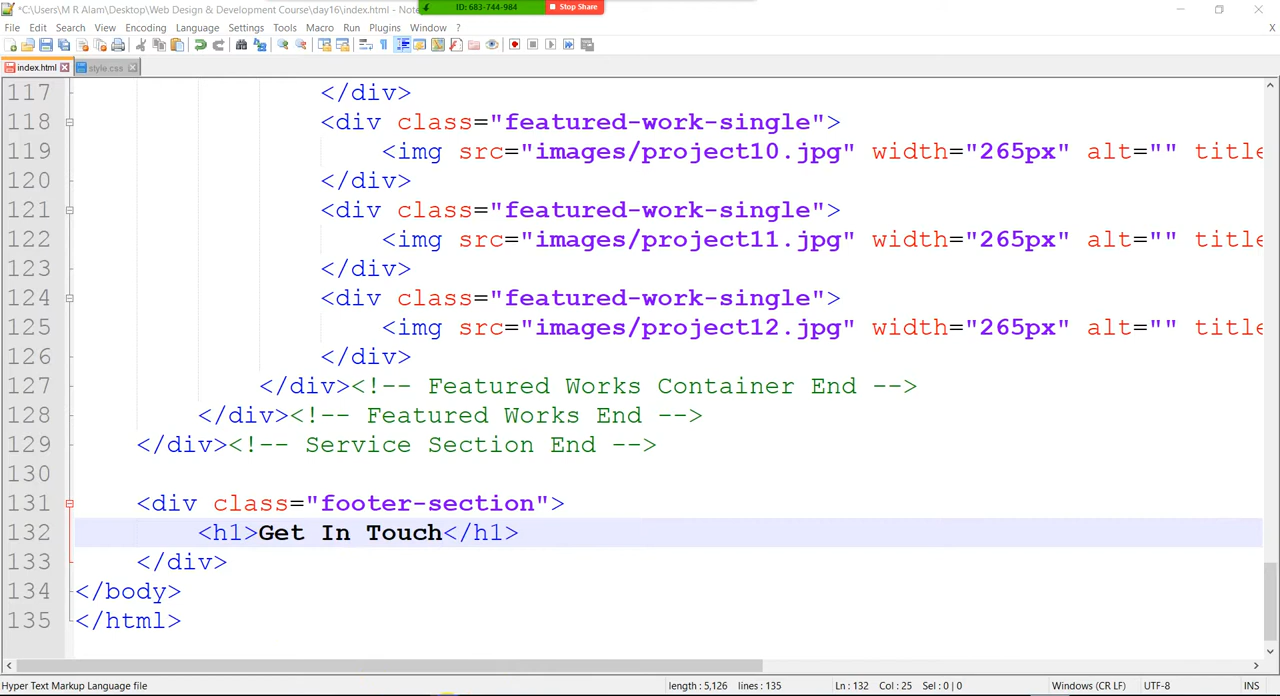 *C:\Users\M R Alam\Desktop\Web Design & Development Course\day16\index.html - Note
ID: 683-744-984
Stop Share
File Edit Search View Encoding Language Settings Tools Macro Run Plugins Window ?
X
index.html style.css
117 </div>
118 <div class="featured-work-single">
119 <img src="images/project10.jpg" width="265px" alt="" title
120 </div>
121 <div class="featured-work-single">
122 <img src="images/project11.jpg" width="265px" alt="" title
123 </div>
124 <div class="featured-work-single">
125 <img src="images/project12.jpg" width="265px" alt="" title
126 </div>
127 </div><!-- Featured Works Container End -->
128 </div><!-- Featured Works End -->
129 </div><!-- Service Section End -->
130
131 <div class="footer-section">
132 <h1>Get In Touch</h1>
133 </div>
134 </body>
135 </html>
Hyper Text Markup Language file length : 5,126 lines : 135 Ln : 132 Col : 25 Sel : 0 | 0 Windows (CR LF) UTF-8 INS